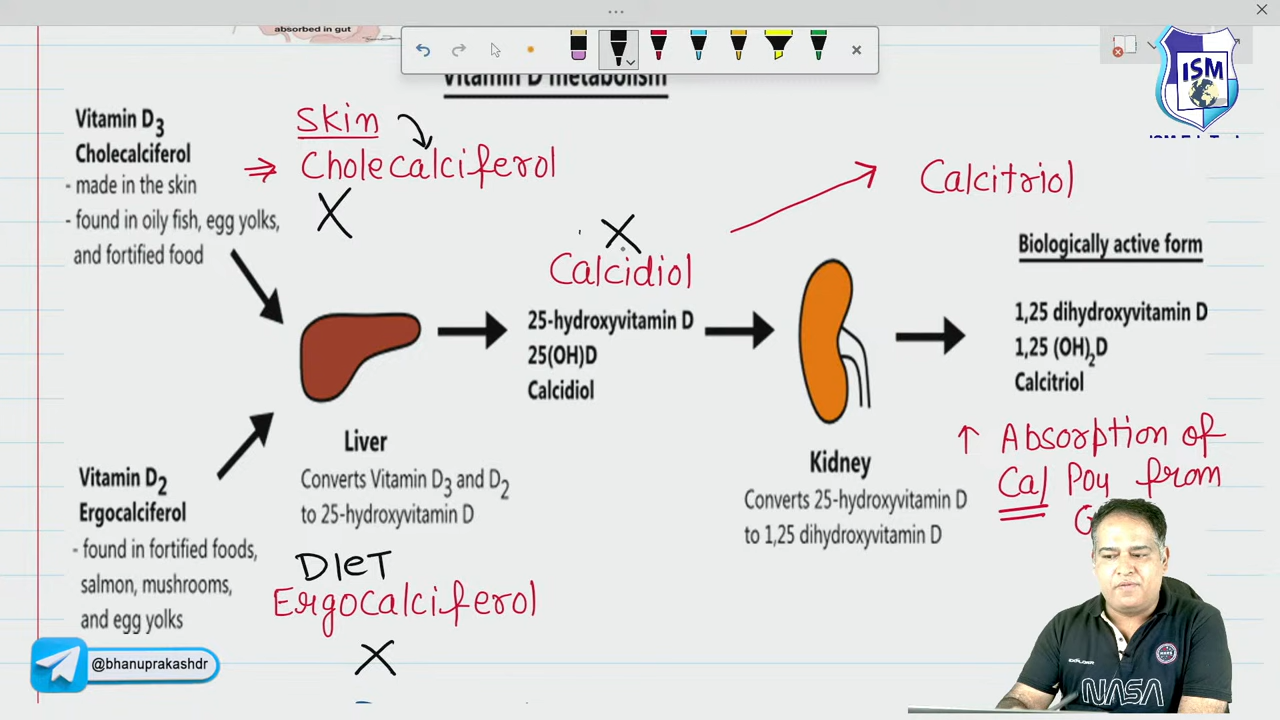 absorbed in gut
Vitamin D metabolism
ISM
Vitamin D3
Cholecalciferol
- made in the skin
- found in oily fish, egg yolks,
and fortified food
Skin
⇒ Cholecalciferol
X
X
Calcidiol
Calcitriol
Biologically active form
25-hydroxyvitamin D
25(OH)D
Calcidiol
1,25 dihydroxyvitamin D
1,25 (OH)2D
Calcitriol
Liver
Converts Vitamin D3 and D2
to 25-hydroxyvitamin D
Kidney
Converts 25-hydroxyvitamin D
to 1,25 dihydroxyvitamin D
↑ Absorption of
Ca/ Poy from
Vitamin D2
Ergocalciferol
- found in fortified foods,
salmon, mushrooms,
and egg yolks
DIET
Ergocalciferol
X
@bhanuprakashdr
EXPLORER
NASA